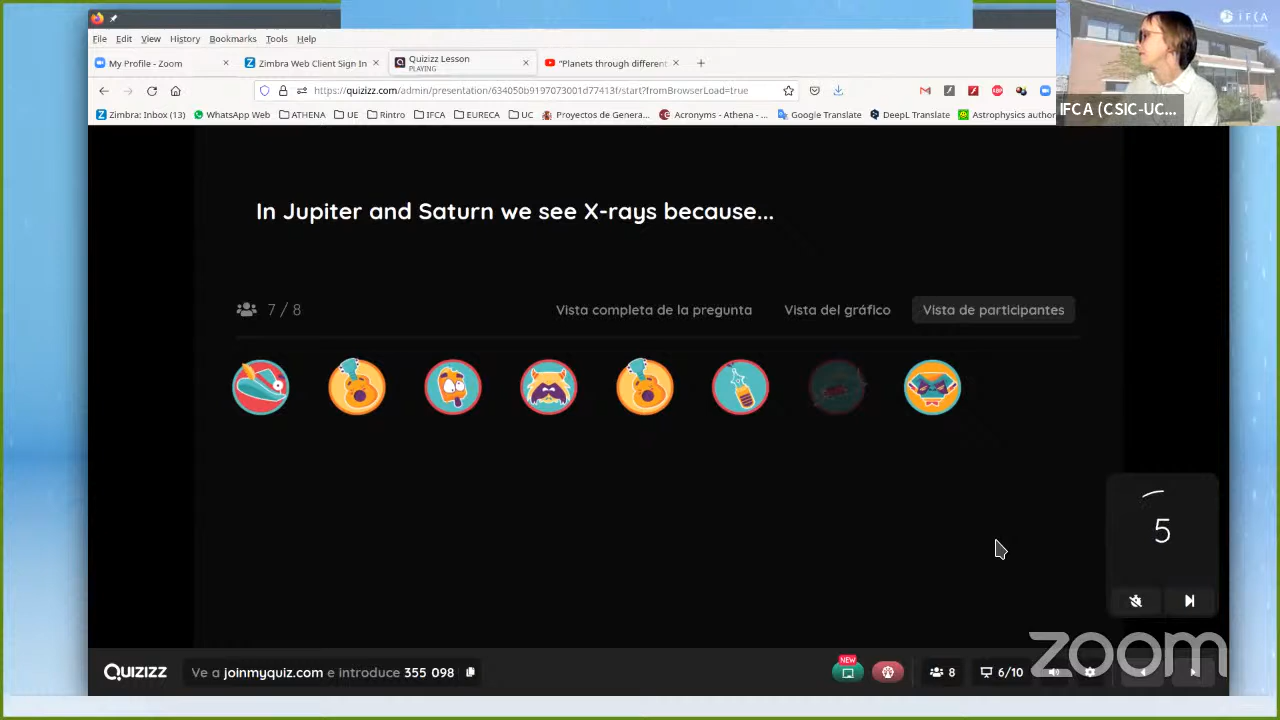 File Edit View History Bookmarks Tools Help
My Profile - Zoom
Zimbra Web Client Sign In
Quizizz Lesson
PLAYING
"Planets through different
https://quizizz.com/admin/presentation/634050b9197073001d77413f/start?fromBrowserLoad=true
Zimbra: Inbox (13) WhatsApp Web ATHENA UE Rintro IFCA EURECA UC Proyectos de Genera... Acronyms - Athena - ... Google Translate DeepL Translate Astrophysics author
IFCA
IFCA (CSIC-UC...
In Jupiter and Saturn we see X-rays because...
7 / 8
Vista completa de la pregunta Vista del gráfico Vista de participantes
5
QUIZIZZ
Ve a joinmyquiz.com e introduce 355 098
NEW
8
6/10
zoom